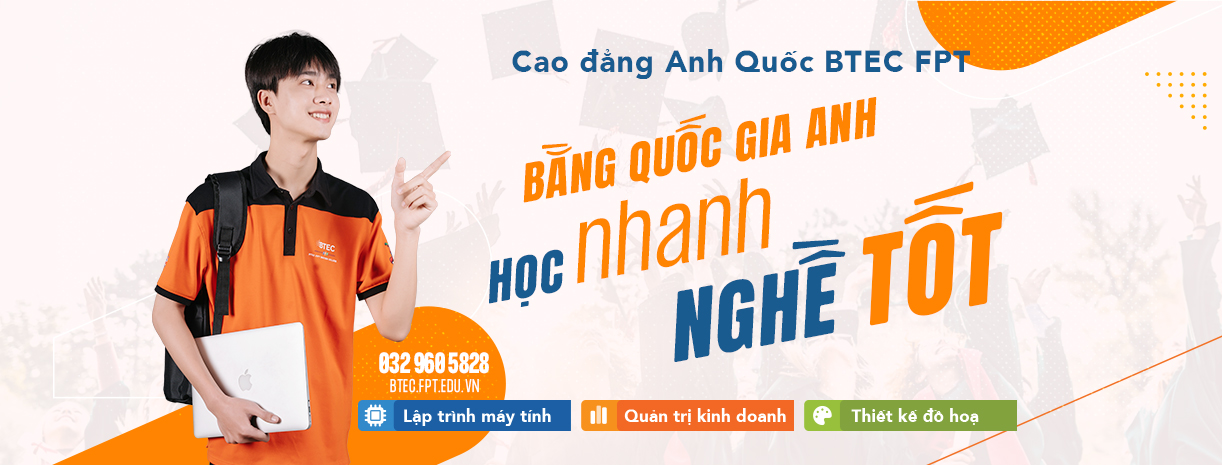 Cao đẳng Anh Quốc BTEC FPT
BẰNG QUỐC GIA ANH
HỌC nhanh
NGHỀ TỐT
BTEC
032 960 5828
BTEC.FPT.EDU.VN
Lập trình máy tính
Quản trị kinh doanh
Thiết kế đồ hoạ